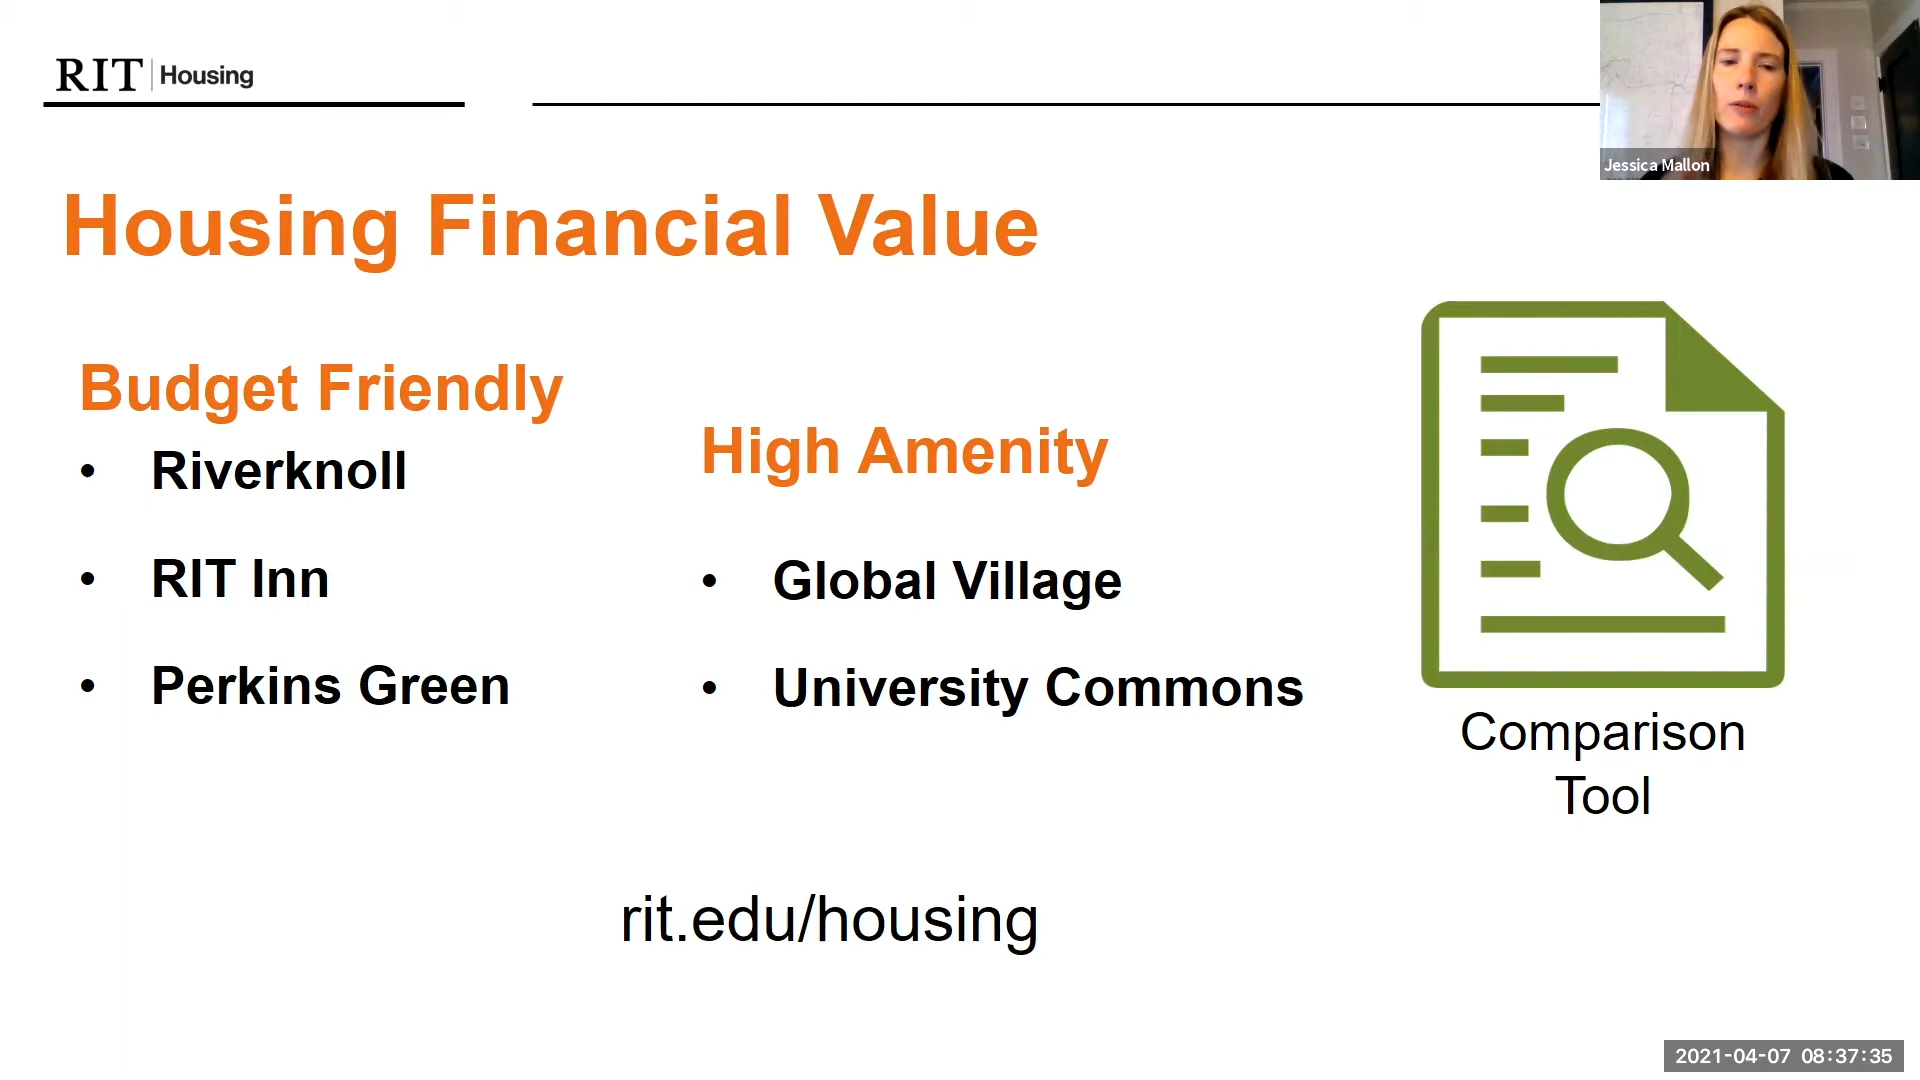 RIT | Housing
Jessica Mallon
Housing Financial Value
Budget Friendly
• Riverknoll
• RIT Inn
• Perkins Green
High Amenity
• Global Village
• University Commons
Comparison
Tool
rit.edu/housing
2021-04-07 08:37:35